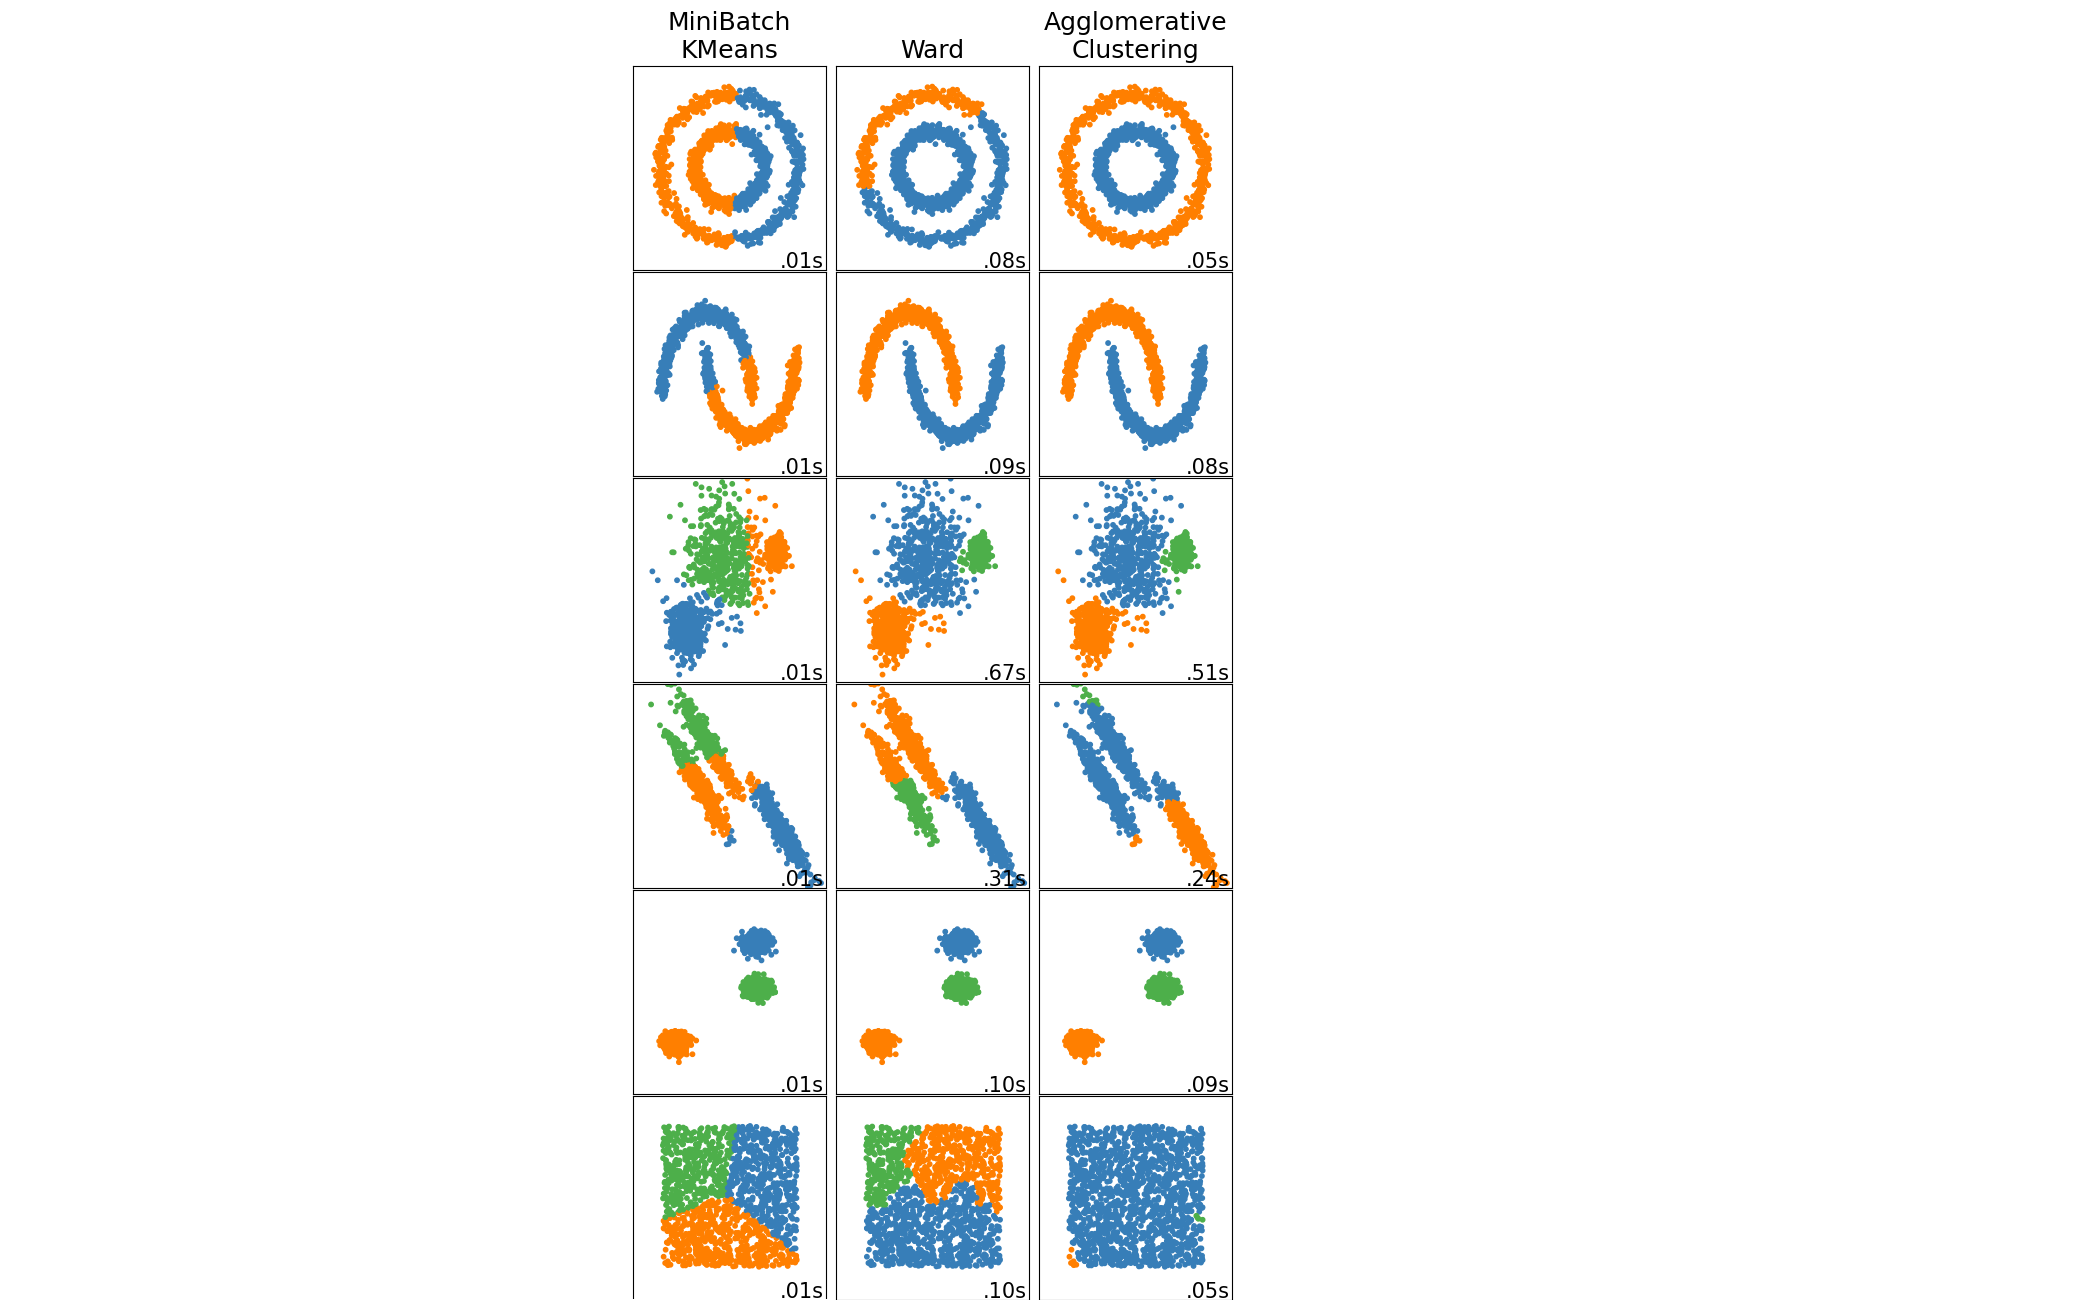 MiniBatch
KMeans
Ward
Agglomerative
Clustering
.01s
.08s
.05s
.01s
.09s
.08s
.01s
.67s
.51s
.01s
.31s
.24s
.01s
.10s
.09s
.01s
.10s
.05s